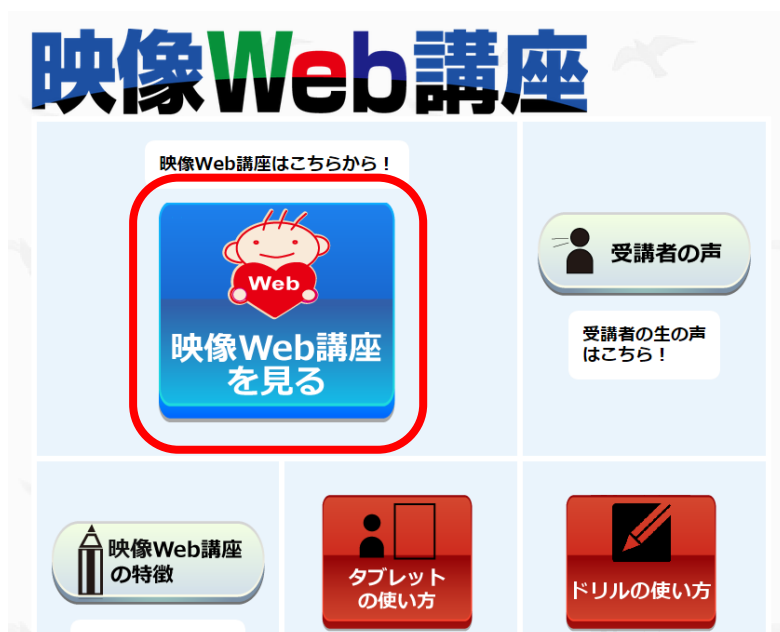 映像Web講座
映像Web講座はこちらから！
Web
映像Web講座
を見る
受講者の声
受講者の生の声
はこちら！
映像Web講座
の特徴
タブレット
の使い方
ドリルの使い方